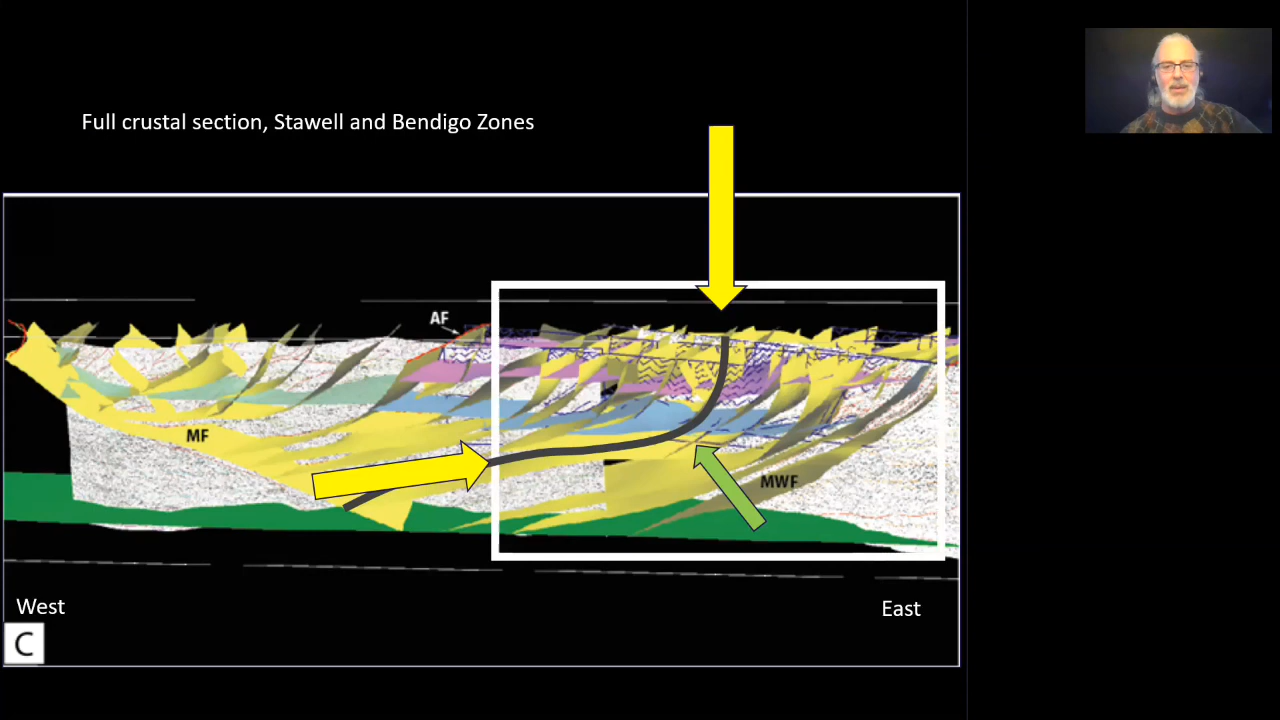 Full crustal section, Stawell and Bendigo Zones
AF
MF
MWF
West
East
C